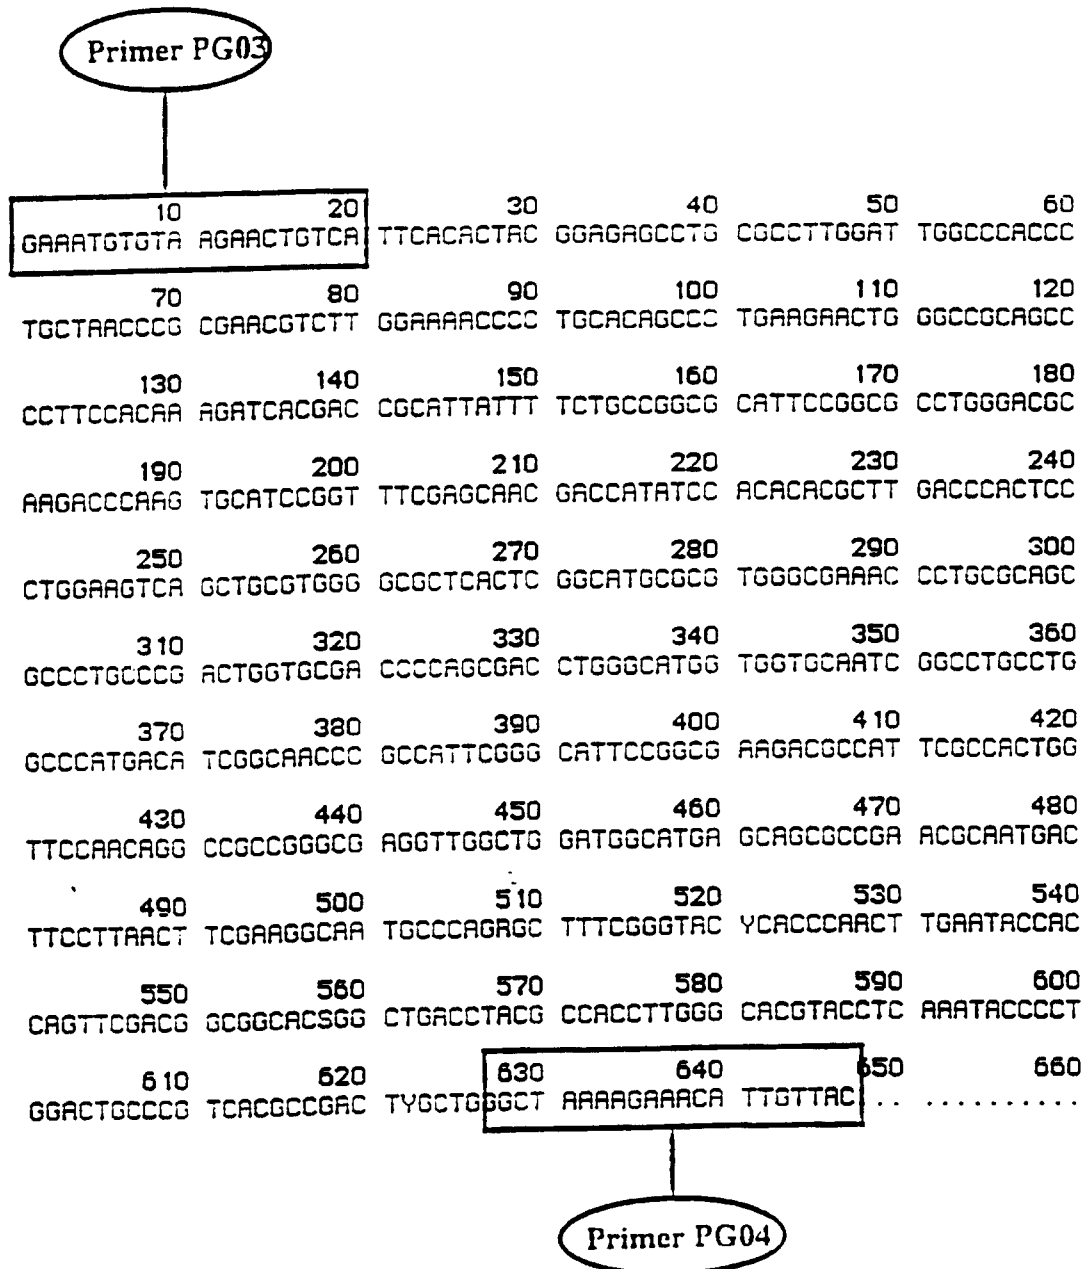 Primer PG03
10 20 30 40 50 60
GAAATGTGTA AGAACTGTCA TTCACACTAC GGAGAGCCTG CGCCTTGGAT TGGCCCACCC
70 80 90 100 110 120
TGCTAACCCG CGAACGTCTT GGAAAACCCC TGCACAGCCC TGAAGAACTG GGCCGCAGCC
130 140 150 160 170 180
CCTTCCACAA AGATCACGAC CGCATTATTT TCTGCCGGCG CATTCCGGCG CCTGGGACGC
190 200 210 220 230 240
AAGACCCAAG TGCATCCGGT TTCGAGCAAC GACCATATCC ACACACGCTT GACCCACTCC
250 260 270 280 290 300
CTGGAAGTCA GCTGCGTGGG GCGCTCACTC GGCATGCGCG TGGGCGAAAC CCTGCGCAGC
310 320 330 340 350 360
GCCCTGCCCG ACTGGTGCGA CCCCAGCGAC CTGGGCATGG TGGTGCAATC GGCCTGCCTG
370 380 390 400 410 420
GCCCATGACA TCGGCAACCC GCCATTCGGG CATTCCGGCG AAGACGCCAT TCGCCACTGG
430 440 450 460 470 480
TTCCAACAGG CCGCCGGGCG AGGTTGGCTG GATGGCATGA GCAGCGCCGA ACGCAATGAC
490 500 510 520 530 540
TTCCTTAACT TCGAAGGCAA TGCCCAGAGC TTTCGGGTAC YCACCCAACT TGAATACCAC
550 560 570 580 590 600
CAGTTCGACG GCGGCACSGG CTGACCTACG CCACCTTGGG CACGTACCTC AAATACCCCT
610 620 630 640 650 660
GGACTGCCCG TCACGCCGAC TYGCTGGGCT AAAAGAAACA TTGTTAC... ..........
Primer PG04